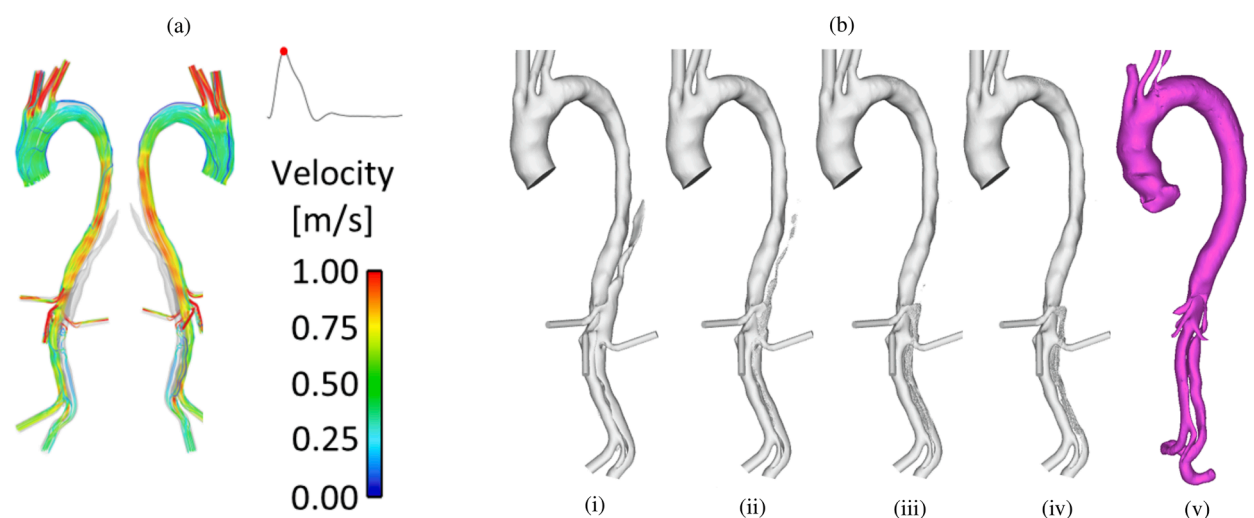 (a)
(b)
Velocity
[m/s]
1.00
0.75
0.50
0.25
0.00
(i)
(ii)
(iii)
(iv)
(v)